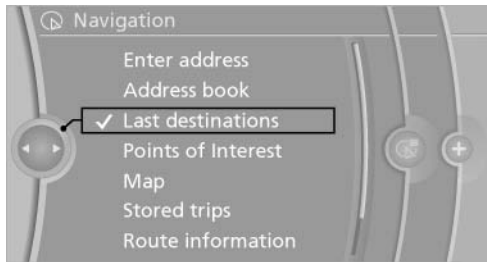 Navigation
Enter address
Address book
Last destinations
Points of Interest
Map
Stored trips
Route information